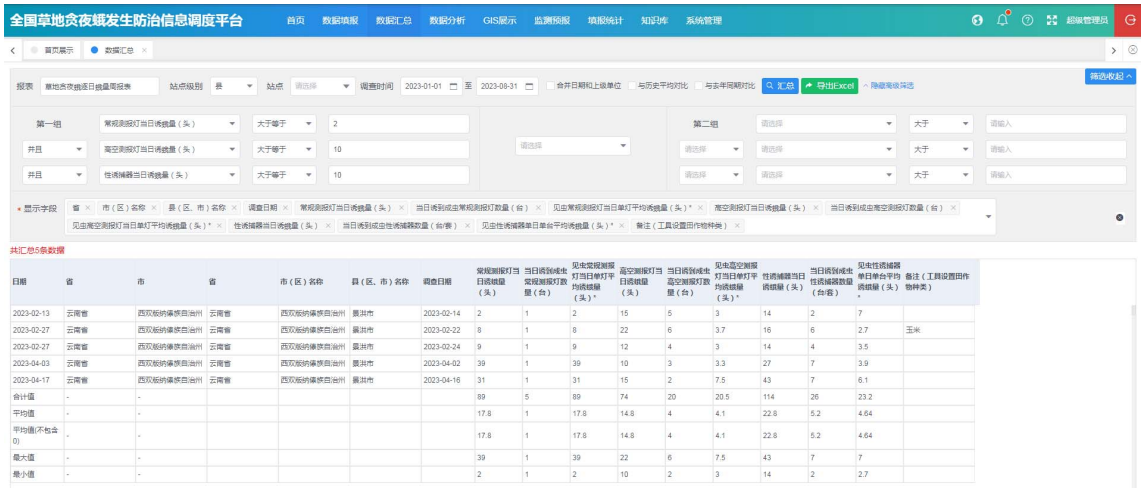 全国草地贪夜蛾发生防治信息调度平台 首页 数据填报 数据汇总 数据分析 GIS展示 监测预报 填报统计 知识库 系统管理 超级管理员
首页展示 数据汇总 ×
报表 草地贪夜蛾逐日蛾量周报表 站点级别 县 站点 请选择 调查时间 2023-01-01 至 2023-08-31 合并日期和上级单位 与历史平均对比 与去年同期对比 汇总 导出Excel 隐藏高级筛选 筛选收起
第一组 常规测报灯当日诱蛾量（头） 大于等于 2 请选择 第二组 请选择 大于 请输入
并且 高空测报灯当日诱蛾量（头） 大于等于 10 请选择 请选择 大于 请输入
并且 性诱捕器当日诱蛾量（头） 大于等于 10 请选择 请选择 大于 请输入
* 显示字段 省 × 市（区）名称 × 县（区、市）名称 × 调查日期 × 常规测报灯当日诱蛾量（头） × 当日诱到成虫常规测报灯数量（台） × 见虫常规测报灯当日单灯平均诱蛾量（头）* × 高空测报灯当日诱蛾量（头） × 当日诱到成虫高空测报灯数量（台） ×
见虫高空测报灯当日单灯平均诱蛾量（头）* × 性诱捕器当日诱蛾量（头） × 当日诱到成虫性诱捕器数量（台/套） × 见虫性诱捕器单日单台平均诱蛾量（头）* × 备注（工具设置田作物种类） ×
共汇总5条数据
日期 省 市 省 市（区）名称 县（区、市）名称 调查日期 常规测报灯当日诱蛾量（头） 当日诱到成虫常规测报灯数量（台） 见虫常规测报灯当日单灯平均诱蛾量（头）* 高空测报灯当日诱蛾量（头） 当日诱到成虫高空测报灯数量（台） 见虫高空测报灯当日单灯平均诱蛾量（头）* 性诱捕器当日诱蛾量（头） 当日诱到成虫性诱捕器数量（台/套） 见虫性诱捕器单日单台平均诱蛾量（头）* 备注（工具设置田作物种类）
2023-02-13 云南省 西双版纳傣族自治州 云南省 西双版纳傣族自治州 景洪市 2023-02-14 2 1 2 15 5 3 14 2 7
2023-02-27 云南省 西双版纳傣族自治州 云南省 西双版纳傣族自治州 景洪市 2023-02-22 8 1 8 22 6 3.7 16 6 2.7 玉米
2023-02-27 云南省 西双版纳傣族自治州 云南省 西双版纳傣族自治州 景洪市 2023-02-24 9 1 9 12 4 3 14 4 3.5
2023-04-03 云南省 西双版纳傣族自治州 云南省 西双版纳傣族自治州 景洪市 2023-04-02 39 1 39 10 3 3.3 27 7 3.9
2023-04-17 云南省 西双版纳傣族自治州 云南省 西双版纳傣族自治州 景洪市 2023-04-16 31 1 31 15 2 7.5 43 7 6.1
合计值 - - 89 5 89 74 20 20.5 114 26 23.2
平均值 - - 17.8 1 17.8 14.8 4 4.1 22.8 5.2 4.64
平均值(不包含0) - - 17.8 1 17.8 14.8 4 4.1 22.8 5.2 4.64
最大值 - - 39 1 39 22 6 7.5 43 7 7
最小值 - - 2 1 2 10 2 3 14 2 2.7